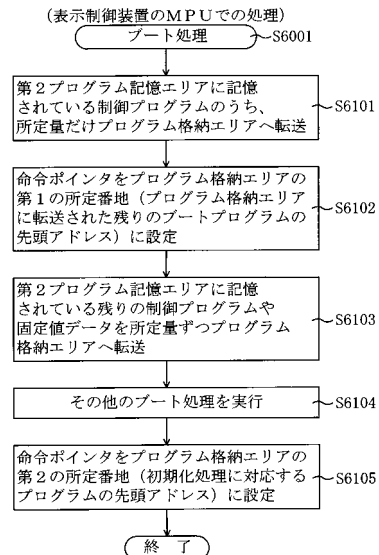 (表示制御装置のMPUでの処理)
ブート処理
S6001
第2プログラム記憶エリアに記憶
されている制御プログラムのうち、
所定量だけプログラム格納エリアへ転送
S6101
命令ポインタをプログラム格納エリアの
第1の所定番地(プログラム格納エリア
に転送された残りのブートプログラムの
先頭アドレス)に設定
S6102
第2プログラム記憶エリアに記憶
されている残りの制御プログラムや
固定値データを所定量ずつプログラム
格納エリアへ転送
S6103
その他のブート処理を実行
S6104
命令ポインタをプログラム格納エリアの
第2の所定番地(初期化処理に対応する
プログラムの先頭アドレス)に設定
S6105
終 了